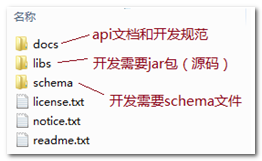 名称
docs api文档和开发规范
libs 开发需要jar包（源码）
schema
开发需要schema文件
license.txt
notice.txt
readme.txt